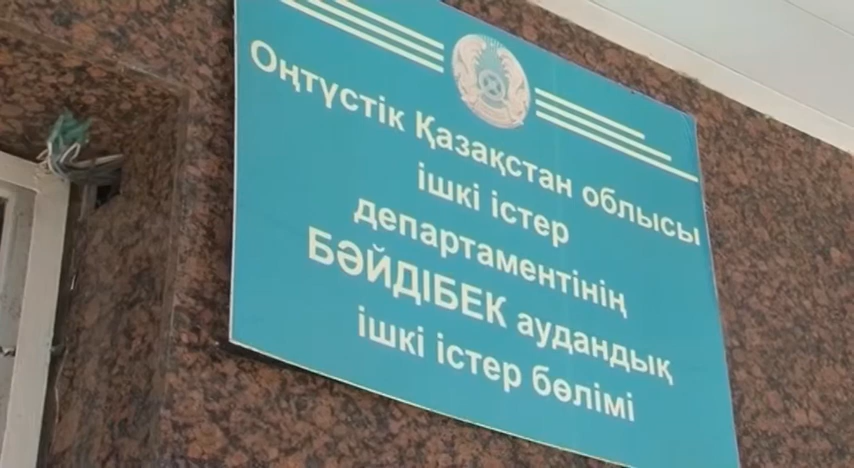 Оңтүстік Қазақстан облысы
ішкі істер
департаментінің
БӘЙДІБЕК аудандық
ішкі істер бөлімі